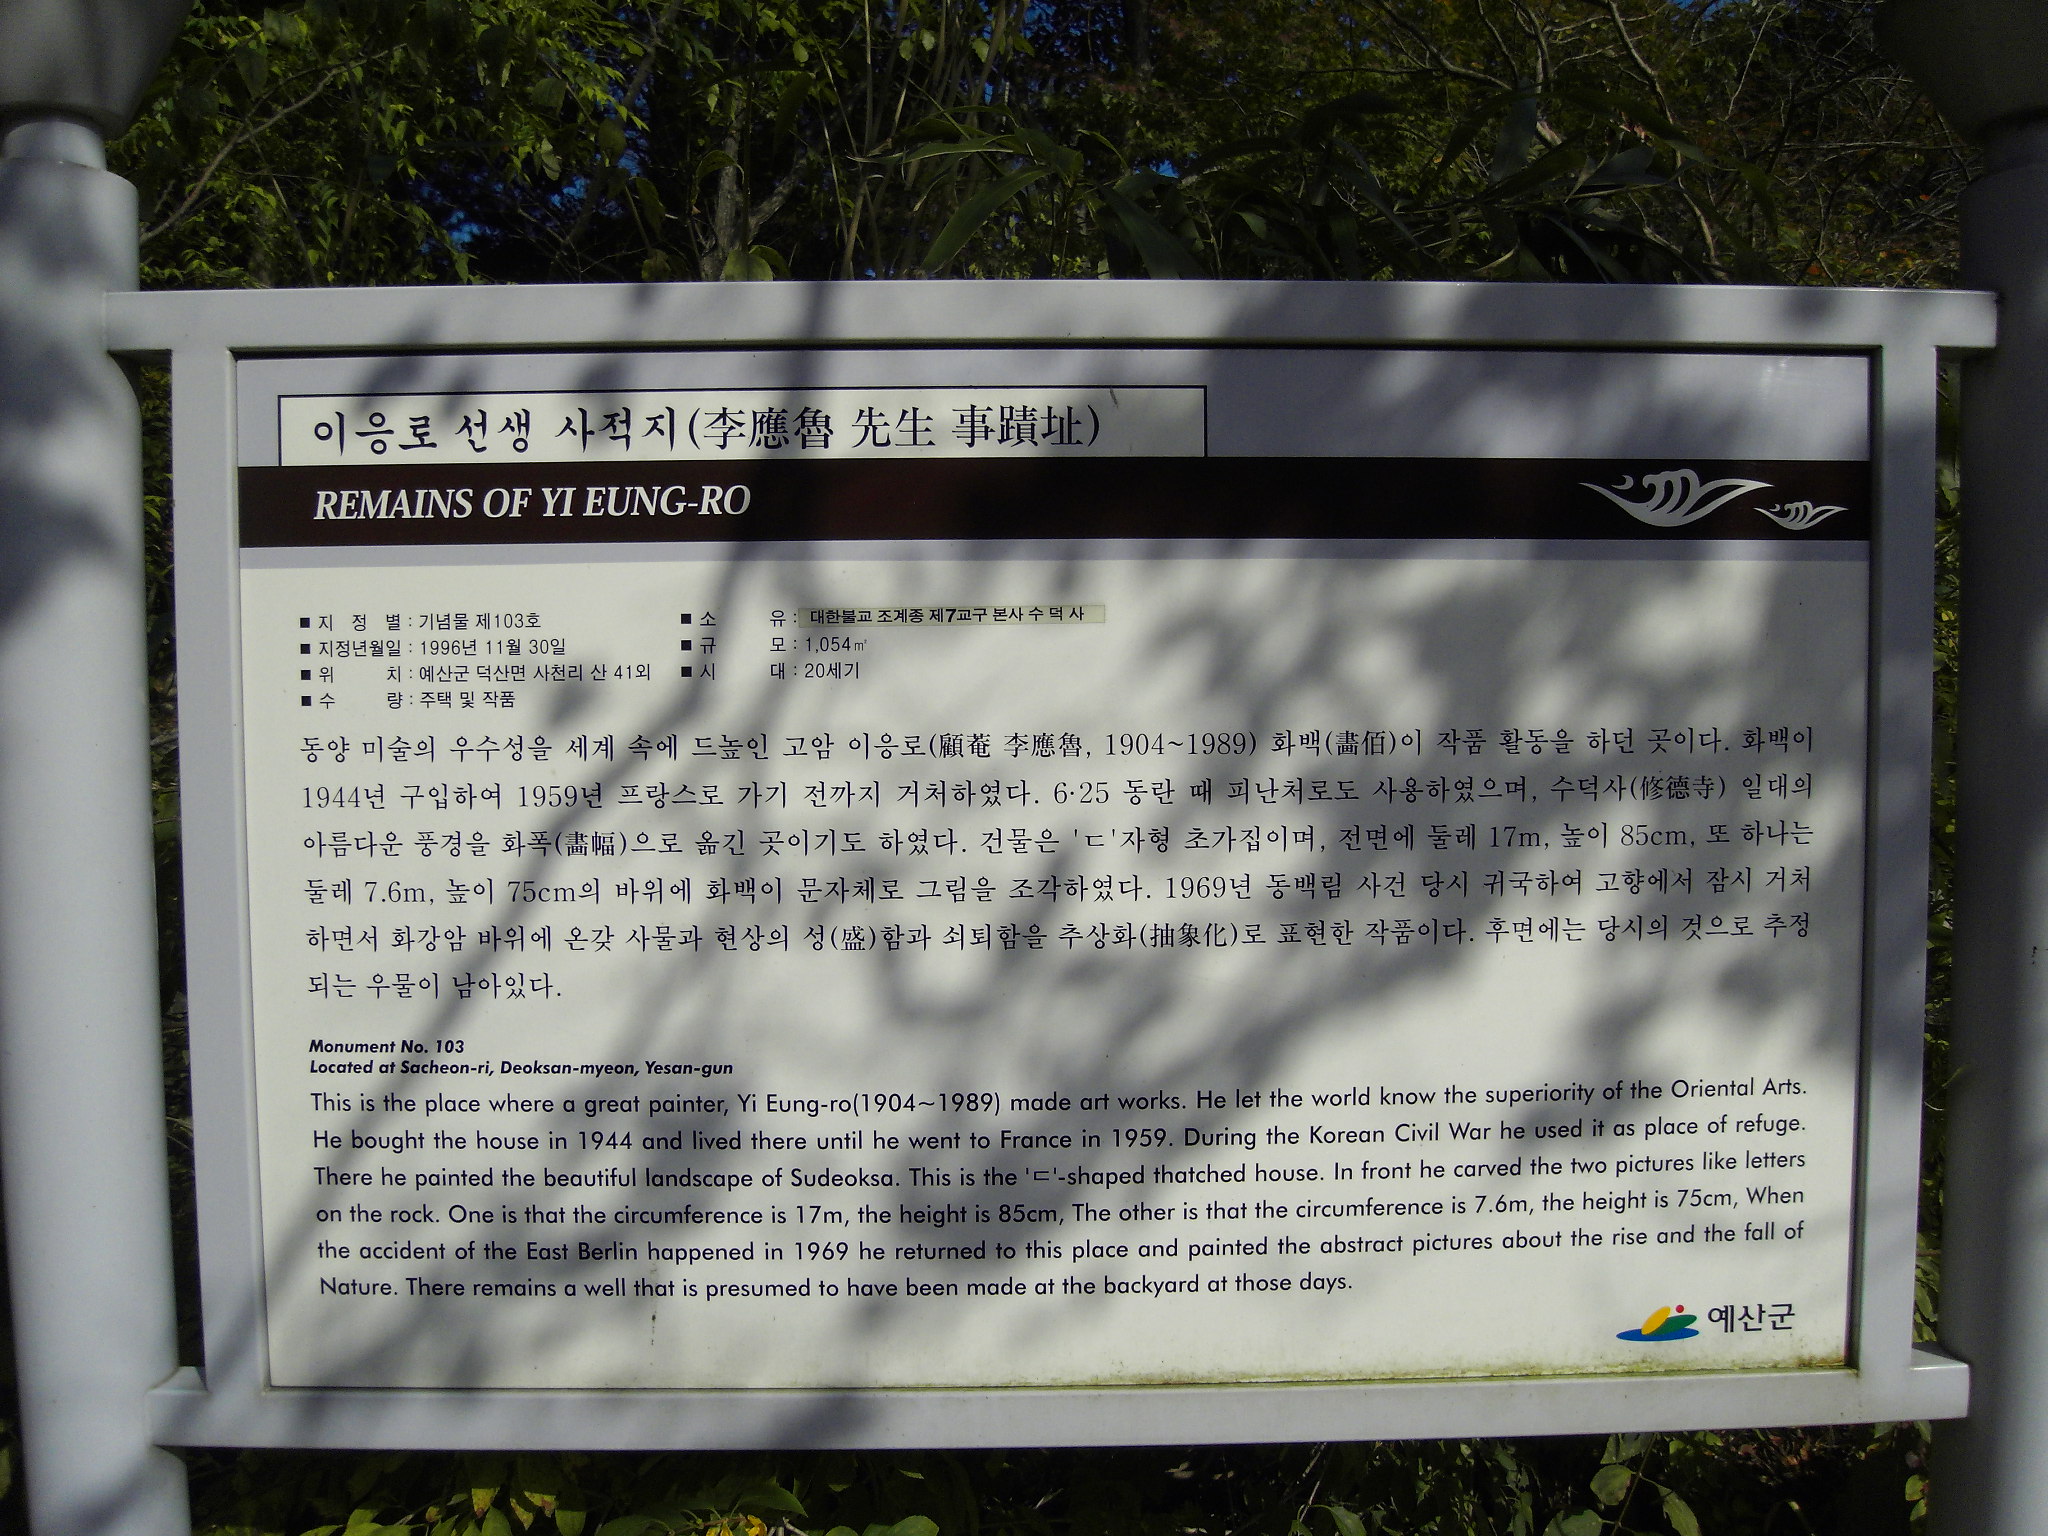 이응로 선생 사적지(李應魯 先生 事蹟址)
REMAINS OF YI EUNG-RO
■ 지 정 별 : 기념물 제103호
■ 지정년월일 : 1996년 11월 30일
■ 위 치 : 예산군 덕산면 사천리 산 41외
■ 수 량 : 주택 및 작품
■ 소 유 : 대한불교 조계종 제7교구 본사 수 덕 사
■ 규 모 : 1,054㎡
■ 시 대 : 20세기
동양 미술의 우수성을 세계 속에 드높인 고암 이응로(顧菴 李應魯, 1904~1989) 화백(畵佰)이 작품 활동을 하던 곳이다. 화백이
1944년 구입하여 1959년 프랑스로 가기 전까지 거처하였다. 6·25 동란 때 피난처로도 사용하였으며, 수덕사(修德寺) 일대의
아름다운 풍경을 화폭(畵幅)으로 옮긴 곳이기도 하였다. 건물은 'ㄷ'자형 초가집이며, 전면에 둘레 17m, 높이 85cm, 또 하나는
둘레 7.6m, 높이 75cm의 바위에 화백이 문자체로 그림을 조각하였다. 1969년 동백림 사건 당시 귀국하여 고향에서 잠시 거처
하면서 화강암 바위에 온갖 사물과 현상의 성(盛)함과 쇠퇴함을 추상화(抽象化)로 표현한 작품이다. 후면에는 당시의 것으로 추정
되는 우물이 남아있다.
Monument No. 103
Located at Sacheon-ri, Deoksan-myeon, Yesan-gun
This is the place where a great painter, Yi Eung-ro(1904~1989) made art works. He let the world know the superiority of the Oriental Arts.
He bought the house in 1944 and lived there until he went to France in 1959. During the Korean Civil War he used it as place of refuge.
There he painted the beautiful landscape of Sudeoksa. This is the 'ㄷ'-shaped thatched house. In front he carved the two pictures like letters
on the rock. One is that the circumference is 17m, the height is 85cm, The other is that the circumference is 7.6m, the height is 75cm, When
the accident of the East Berlin happened in 1969 he returned to this place and painted the abstract pictures about the rise and the fall of
Nature. There remains a well that is presumed to have been made at the backyard at those days.
예산군